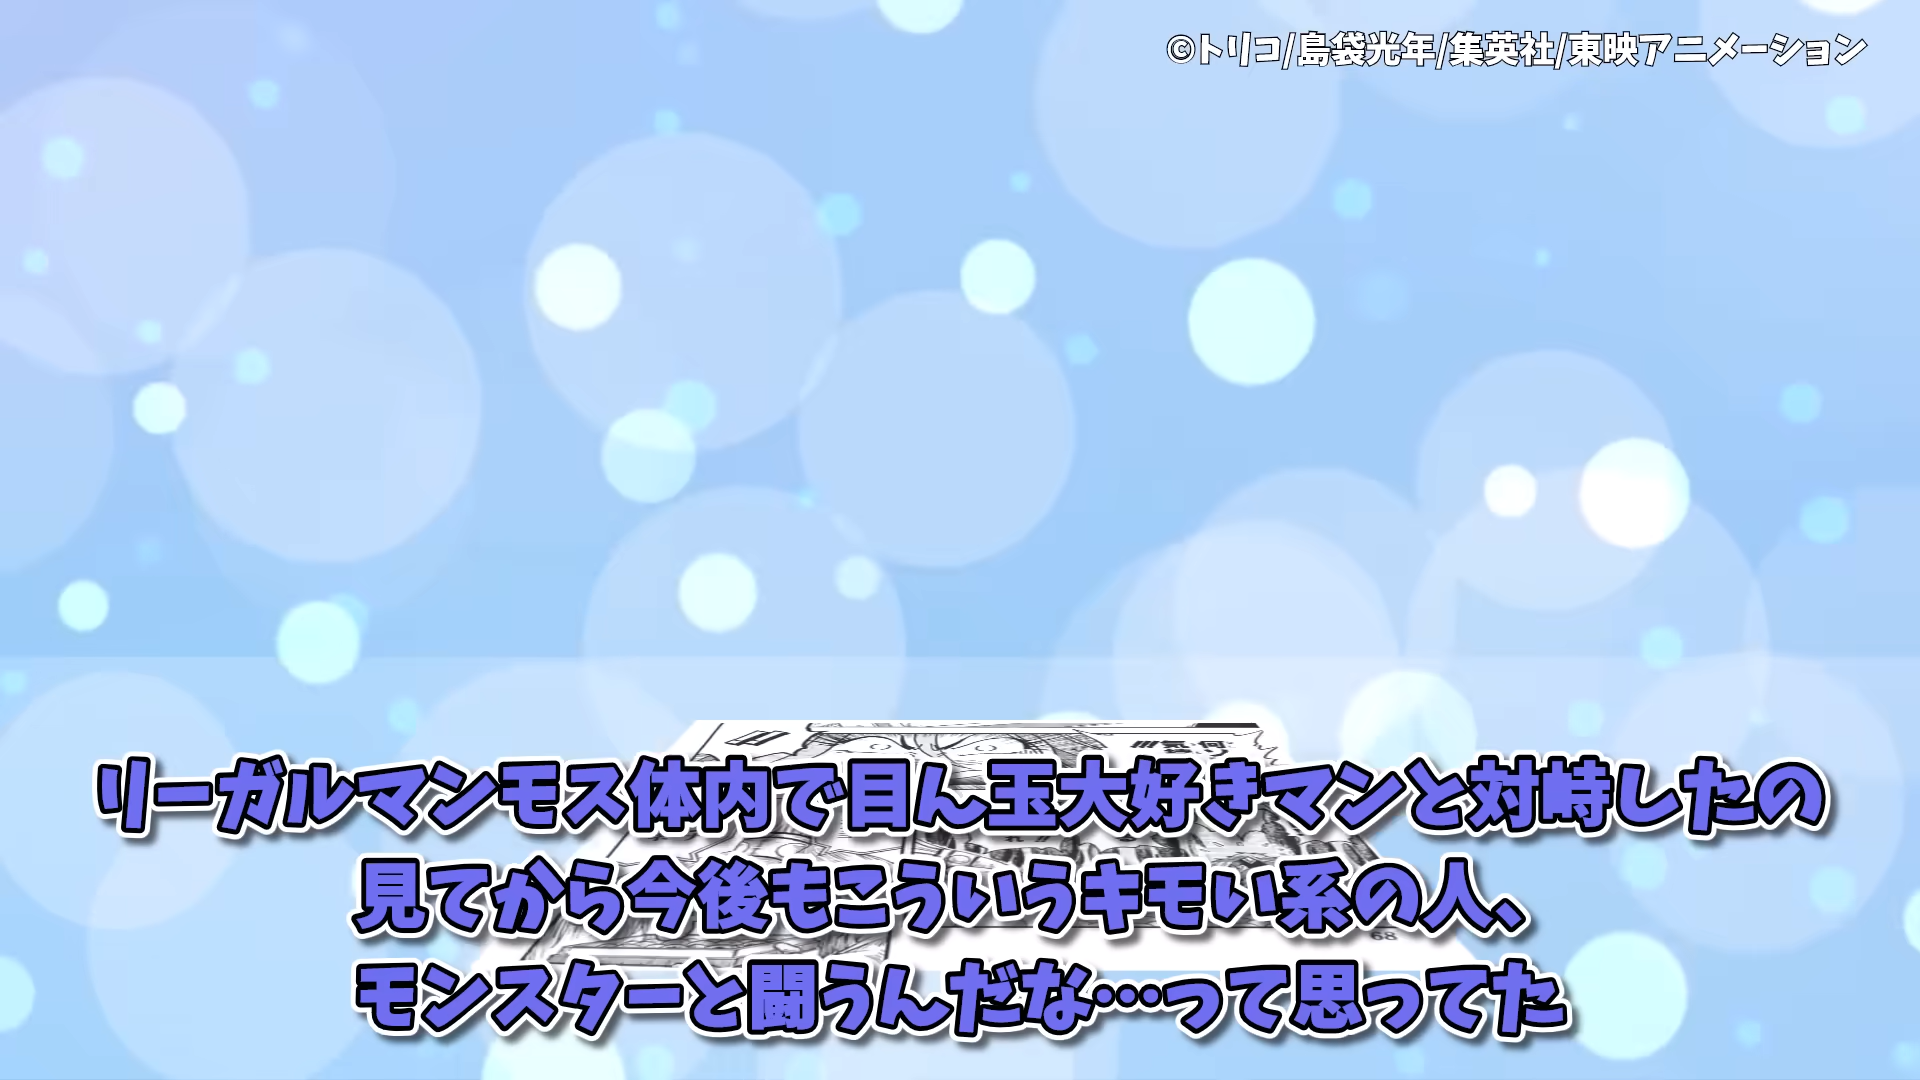 ©トリコ/島袋光年/集英社/東映アニメーション
リーガルマンモス体内で目ん玉大好きマンと対峙したの
見てから今後もこういうキモい系の人、
モンスターと闘うんだな…って思ってた
68